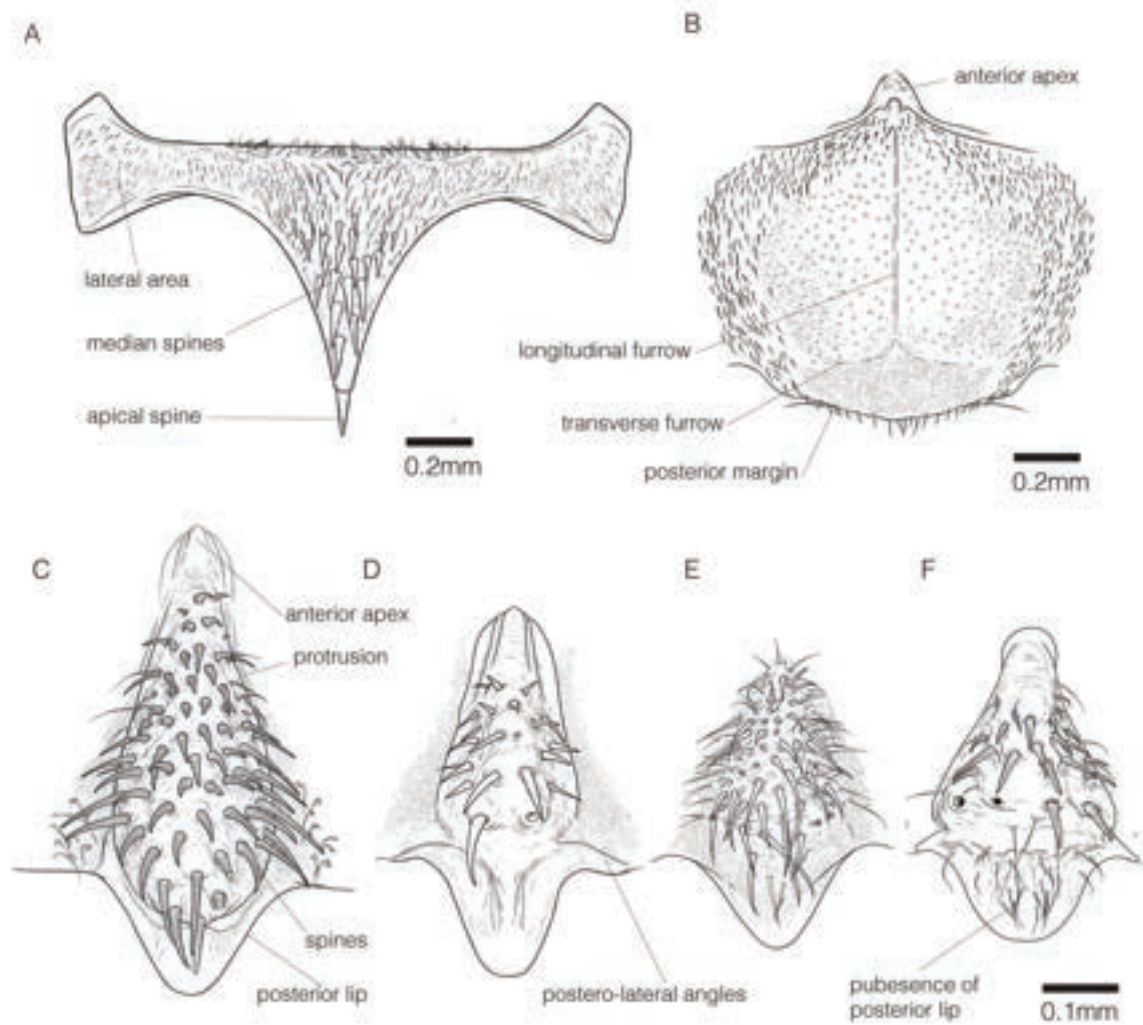 A
B
anterior apex
lateral area
median spines
longitudinal furrow
apical spine
transverse furrow
0.2mm
posterior margin
0.2mm
C
D
E
F
anterior apex
protrusion
spines
posterior lip
postero-lateral angles
pubesence of
posterior lip
0.1mm